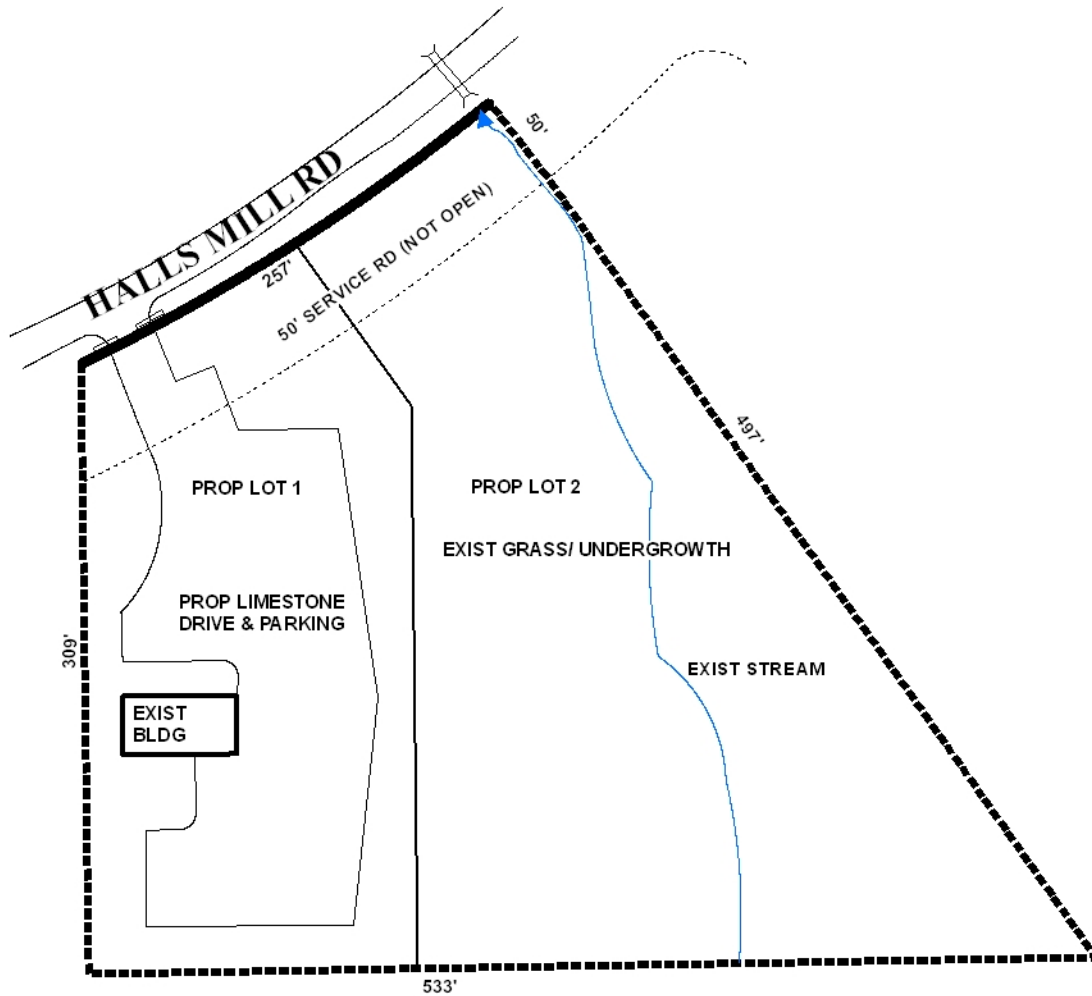 50'
HALLS MILL RD
257'
50' SERVICE RD (NOT OPEN)
497'
PROP LOT 1
PROP LOT 2
EXIST GRASS/ UNDERGROWTH
PROP LIMESTONE
DRIVE & PARKING
309'
EXIST STREAM
EXIST
BLDG
533'